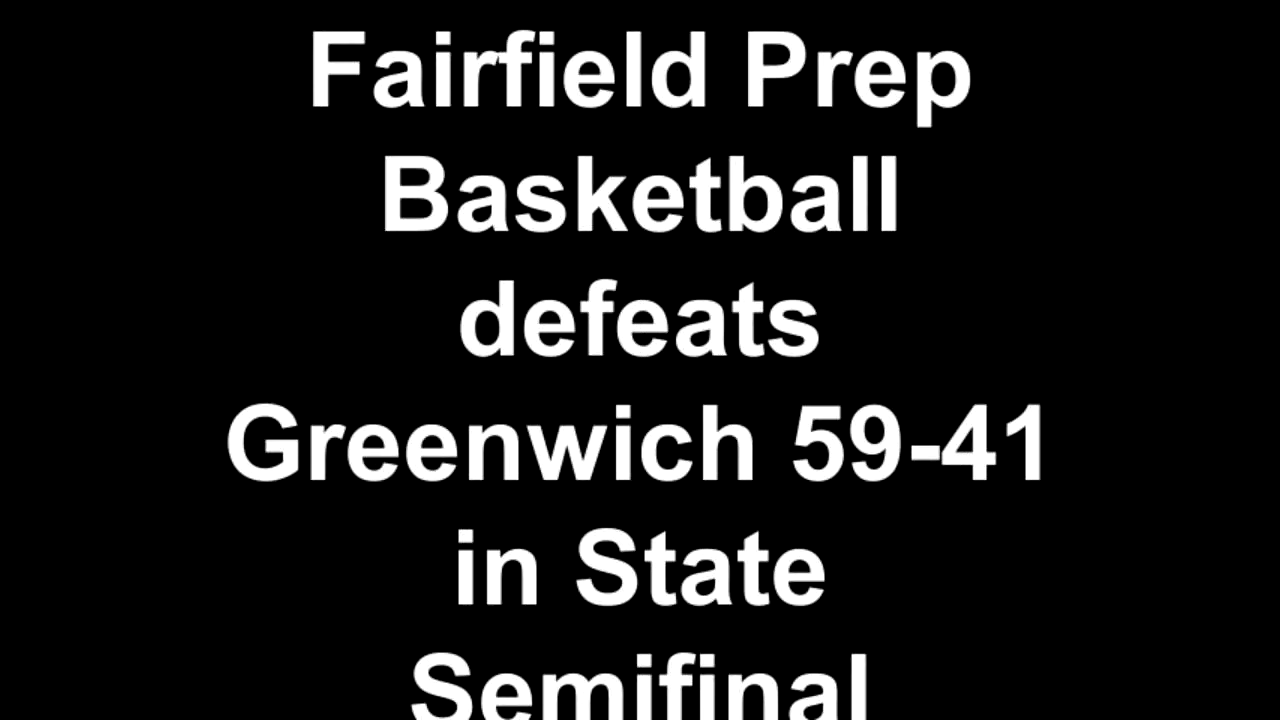 Fairfield Prep
Basketball
defeats
Greenwich 59-41
in State
Semifinal